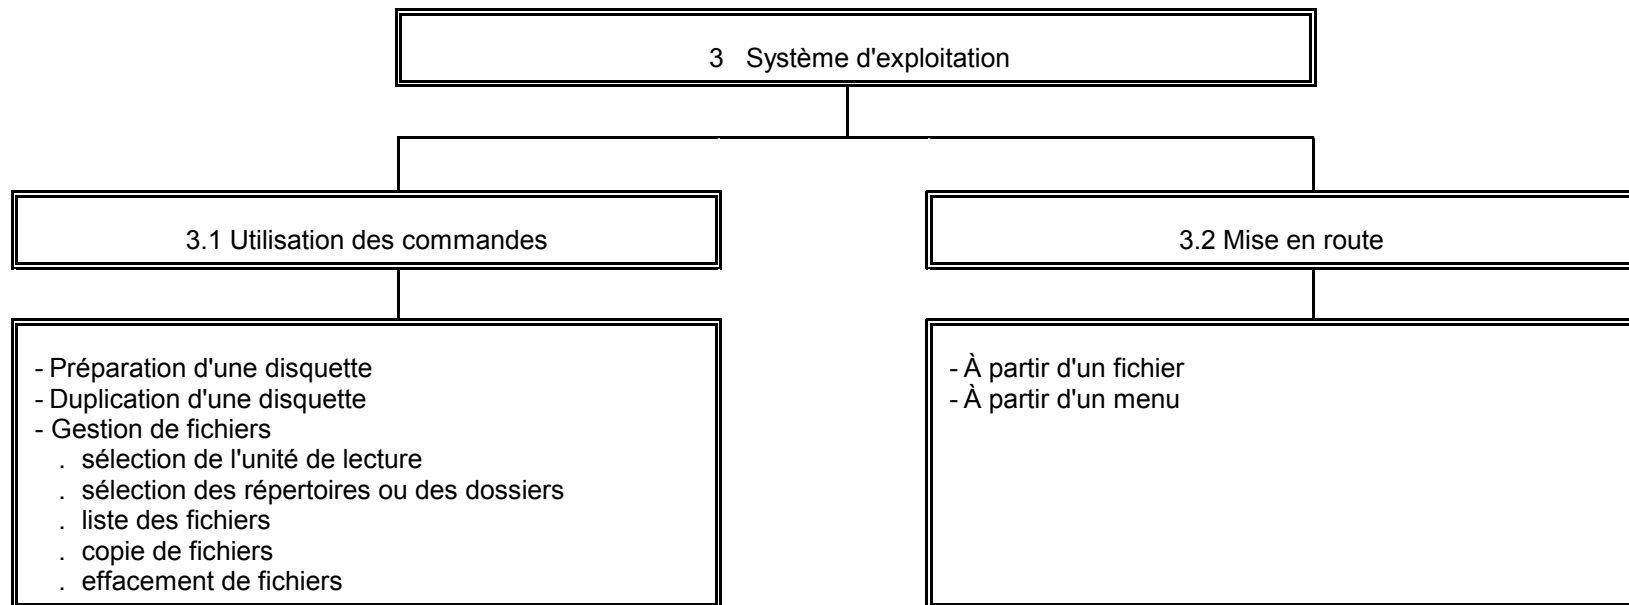 3 Système d'exploitation
3.1 Utilisation des commandes
3.2 Mise en route
- Préparation d'une disquette
- Duplication d'une disquette
- Gestion de fichiers
. sélection de l'unité de lecture
. sélection des répertoires ou des dossiers
. liste des fichiers
. copie de fichiers
. effacement de fichiers
- À partir d'un fichier
- À partir d'un menu